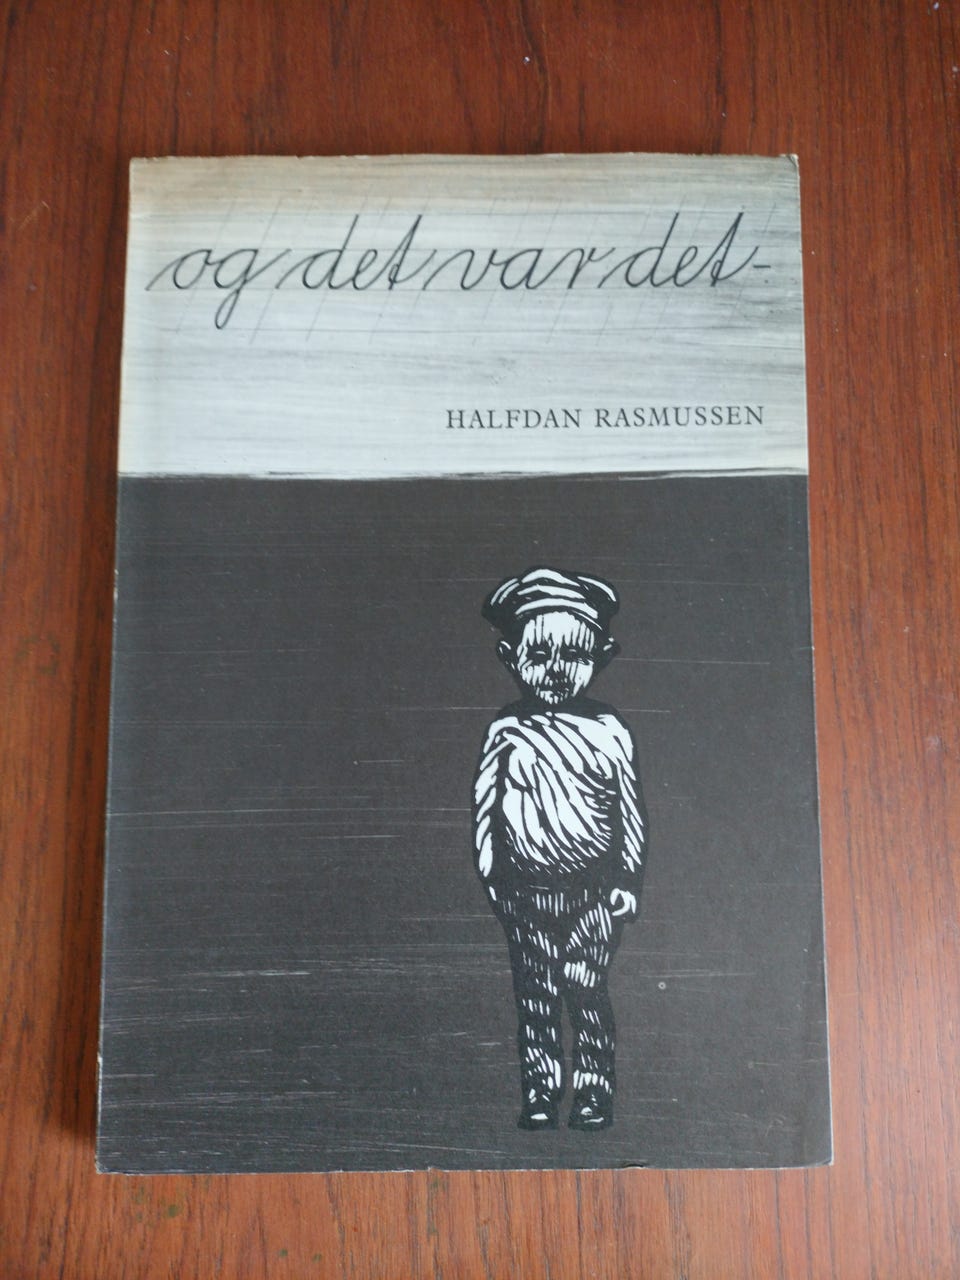 og det var det-
HALFDAN RASMUSSEN